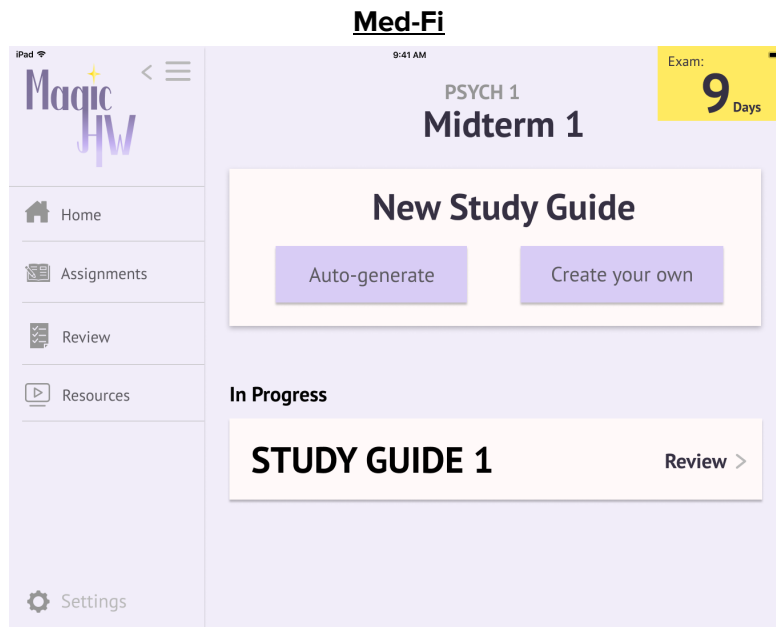 Med-Fi
iPad
9:41 AM
Magic
HW
Home
Assignments
Review
Resources
Settings
Exam:
9 Days
PSYCH 1
Midterm 1
New Study Guide
Auto-generate
Create your own
In Progress
STUDY GUIDE 1
Review